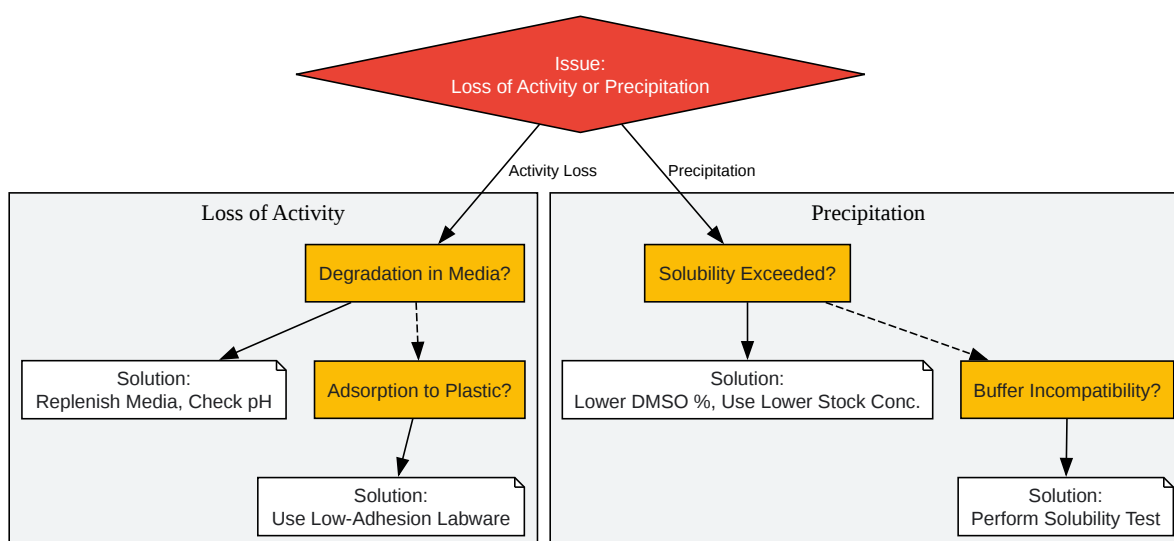 Issue:
Loss of Activity or Precipitation
Activity Loss
Precipitation
Loss of Activity
Degradation in Media?
Solution:
Replenish Media, Check pH
Adsorption to Plastic?
Solution:
Use Low-Adhesion Labware
Precipitation
Solubility Exceeded?
Solution:
Lower DMSO %, Use Lower Stock Conc.
Buffer Incompatibility?
Solution:
Perform Solubility Test